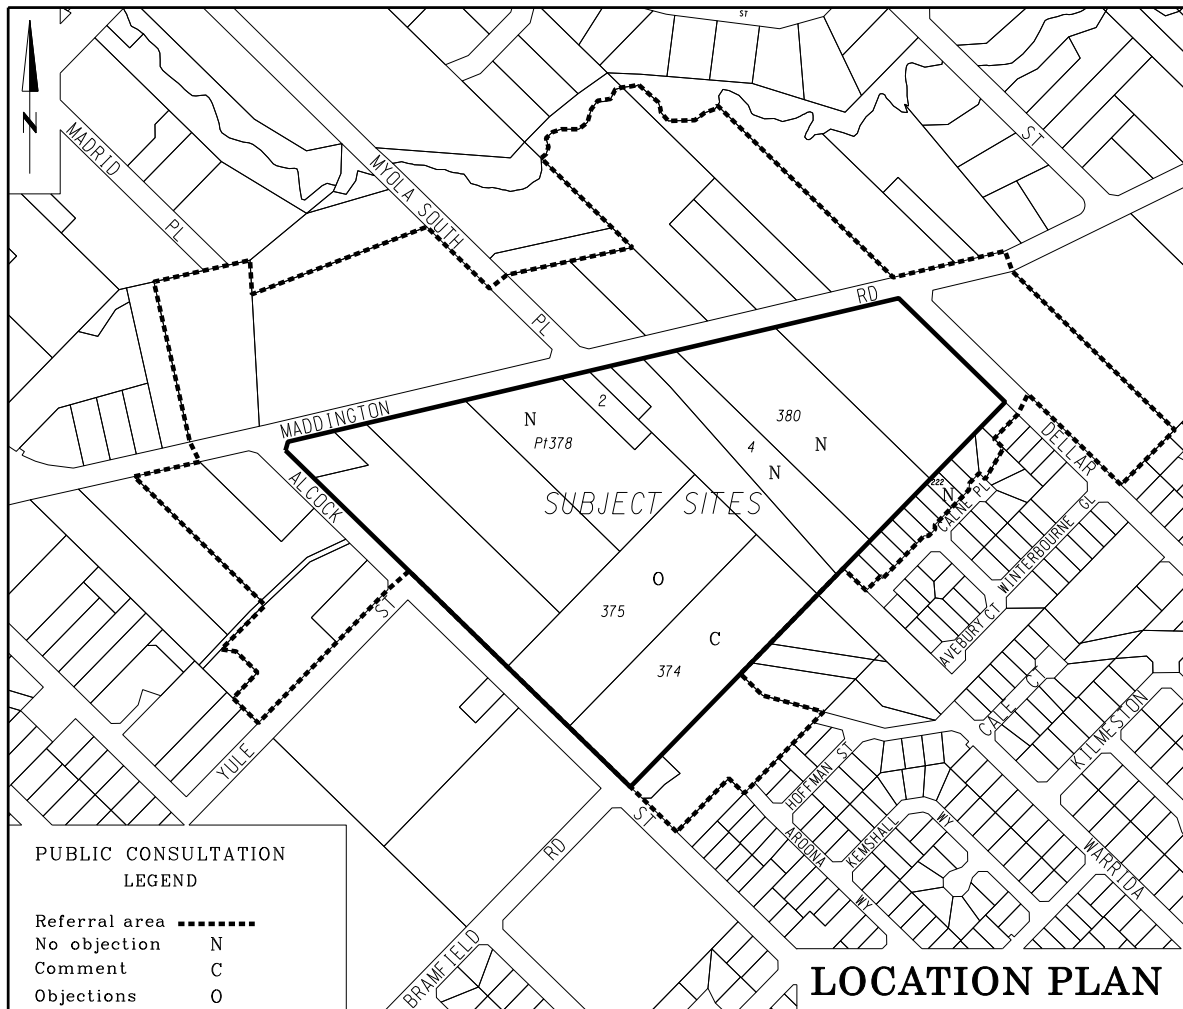 ST
N
MADRID
PL
MYOLA SOUTH
PL
ST
RD
MADDINGTON
N
Pt378
2
380
4
N
N
SUBJECT SITES
222
N
CALNE PL
DELLAR
WINTERBOURNE CL
AVEBURY CT
ALCOCK
ST
O
375
C
374
CALE CT
KILMESTON
YULE
HOFFMAN ST
ST
RD
AROONA
WY
KEMSHALL
WY
WARRIDA
BRAMFIELD
PUBLIC CONSULTATION
LEGEND
Referral area
No objection N
Comment C
Objections O
LOCATION PLAN